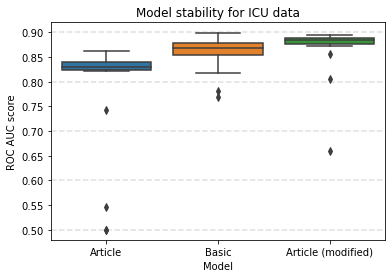 Model stability for ICU data
ROC AUC score
0.90
0.85
0.80
0.75
0.70
0.65
0.60
0.55
0.50
Article
Basic
Article (modified)
Model